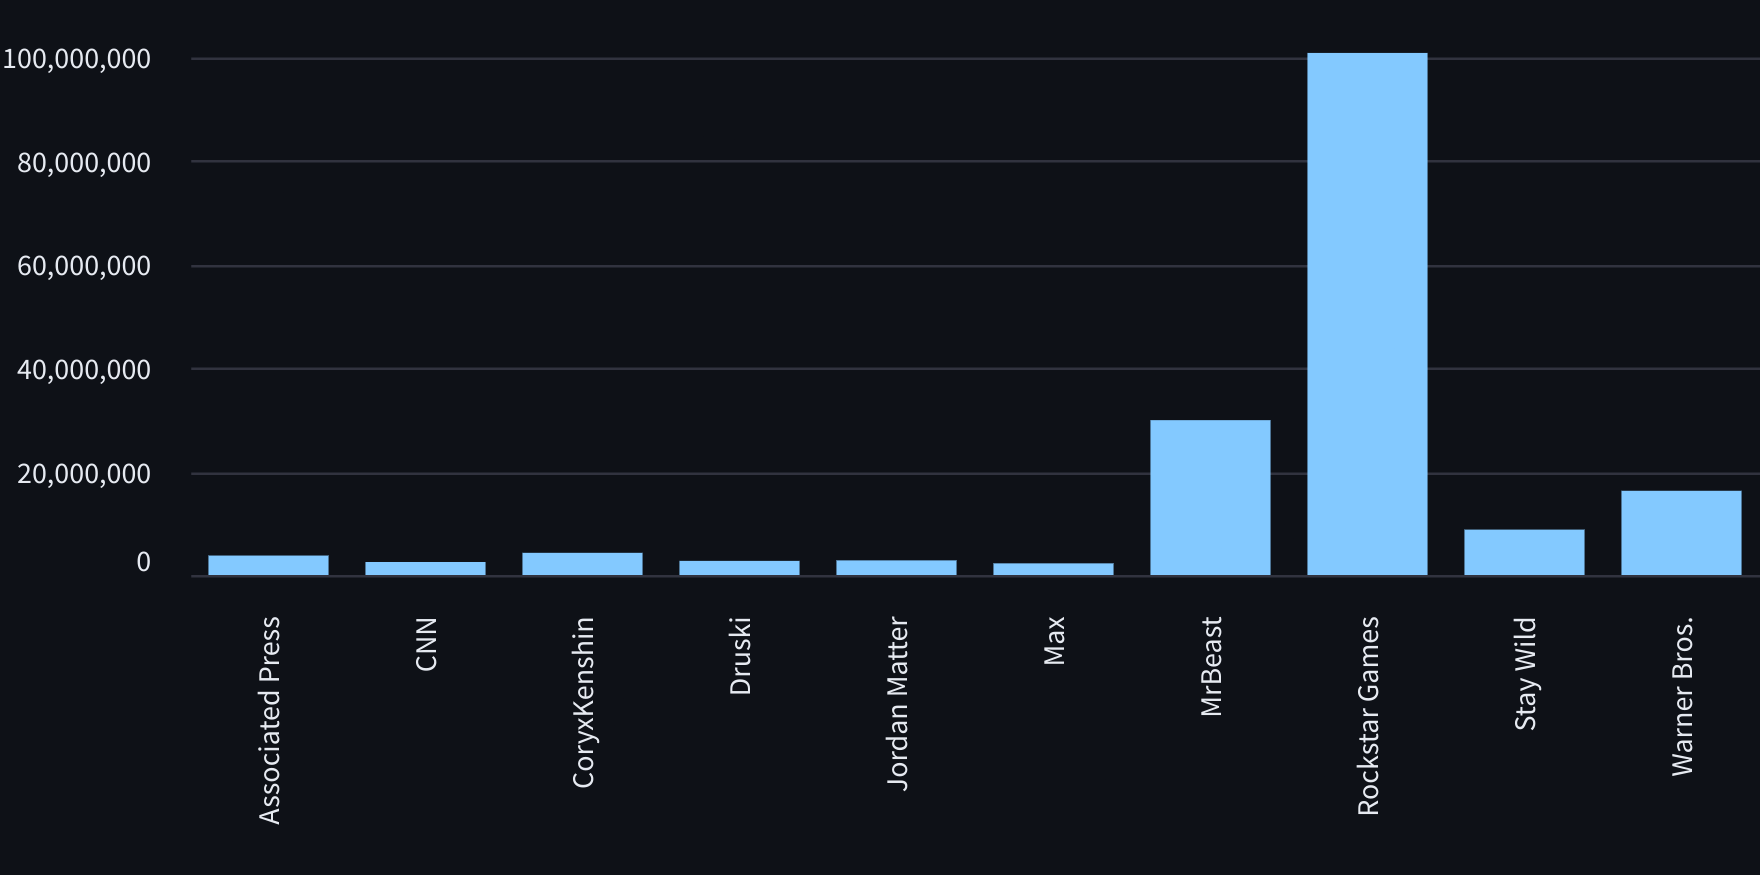 100,000,000
80,000,000
60,000,000
40,000,000
20,000,000
0
Associated Press
CNN
CoryxKenshin
Druski
Jordan Matter
Max
MrBeast
Rockstar Games
Stay Wild
Warner Bros.